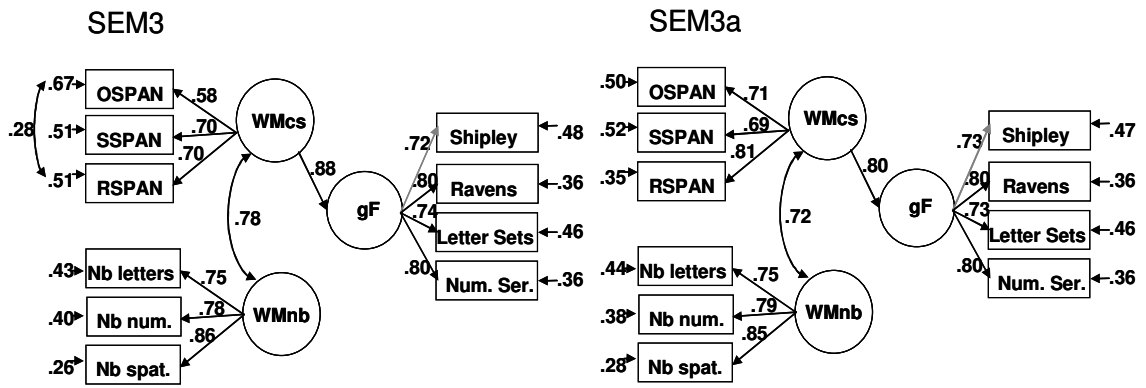 SEM3
.67
OSPAN
.58
.28
.51
SSPAN
.70
.51
RSPAN
.70
WMcs
.88
.78
gF
.72
Shipley
.48
.80
Ravens
.36
.74
Letter Sets
.46
.80
Num. Ser.
.36
.43
Nb letters
.75
.40
Nb num.
.78
.26
Nb spat.
.86
WMnb
SEM3a
.50
OSPAN
.71
.52
SSPAN
.69
.35
RSPAN
.81
WMcs
.80
.72
gF
.73
Shipley
.47
.80
Ravens
.36
.73
Letter Sets
.46
.80
Num. Ser.
.36
.44
Nb letters
.75
.38
Nb num.
.79
.28
Nb spat.
.85
WMnb